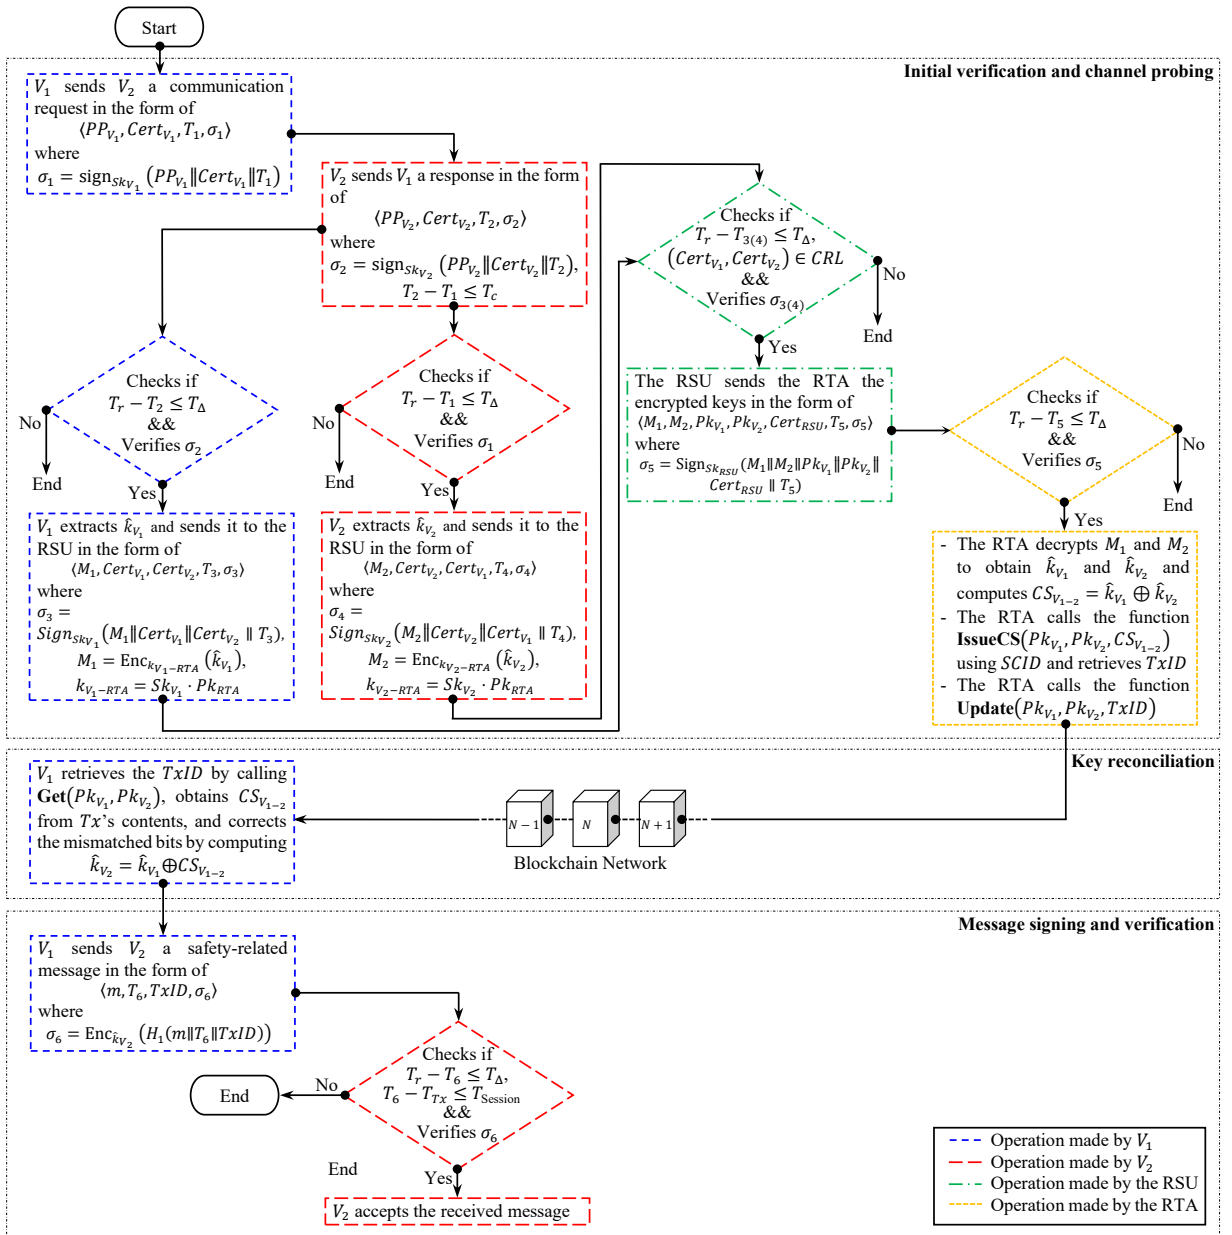 Start
Initial verification and channel probing
V₁ sends V₂ a communication
request in the form of
⟨PP_{V₁}, Cert_{V₁}, T₁, σ₁⟩
where
σ₁ = sign_{Sk_{V₁}} (PP_{V₁}‖Cert_{V₁}‖T₁)
V₂ sends V₁ a response in the form
of
⟨PP_{V₂}, Cert_{V₂}, T₂, σ₂⟩
where
σ₂ = sign_{Sk_{V₂}} (PP_{V₂}‖Cert_{V₂}‖T₂),
T₂ − T₁ ≤ T_c
Checks if
T_r − T₂ ≤ T_Δ
&&
Verifies σ₂
No
End
Yes
Checks if
T_r − T₁ ≤ T_Δ
&&
Verifies σ₁
No
End
Yes
V₁ extracts k̂_{V₁} and sends it to the
RSU in the form of
⟨M₁, Cert_{V₁}, Cert_{V₂}, T₃, σ₃⟩
where
σ₃ =
Sign_{Sk_{V₁}} (M₁‖Cert_{V₁}‖Cert_{V₂} ‖ T₃),
M₁ = Enc_{k_{V₁−RTA}} (k̂_{V₁}),
k_{V₁−RTA} = Sk_{V₁} · Pk_{RTA}
V₂ extracts k̂_{V₂} and sends it to the
RSU in the form of
⟨M₂, Cert_{V₂}, Cert_{V₁}, T₄, σ₄⟩
where
σ₄ =
Sign_{Sk_{V₂}} (M₂‖Cert_{V₂}‖Cert_{V₁} ‖ T₄),
M₂ = Enc_{k_{V₂−RTA}} (k̂_{V₂}),
k_{V₂−RTA} = Sk_{V₂} · Pk_{RTA}
Checks if
T_r − T_{3(4)} ≤ T_Δ,
(Cert_{V₁}, Cert_{V₂}) ∈ CRL
&&
Verifies σ_{3(4)}
No
End
Yes
The RSU sends the RTA the
encrypted keys in the form of
⟨M₁, M₂, Pk_{V₁}, Pk_{V₂}, Cert_{RSU}, T₅, σ₅⟩
where
σ₅ = Sign_{Sk_{RSU}} (M₁‖M₂‖Pk_{V₁}‖Pk_{V₂}‖
Cert_{RSU} ‖ T₅)
Checks if
T_r − T₅ ≤ T_Δ
&&
Verifies σ₅
No
End
Yes
- The RTA decrypts M₁ and M₂
to obtain k̂_{V₁} and k̂_{V₂} and
computes CS_{V₁₋₂} = k̂_{V₁} ⊕ k̂_{V₂}
- The RTA calls the function
IssueCS(Pk_{V₁}, Pk_{V₂}, CS_{V₁₋₂})
using SCID and retrieves TxID
- The RTA calls the function
Update(Pk_{V₁}, Pk_{V₂}, TxID)
Key reconciliation
V₁ retrieves the TxID by calling
Get(Pk_{V₁}, Pk_{V₂}), obtains CS_{V₁₋₂}
from Tx's contents, and corrects
the mismatched bits by computing
k̂_{V₂} = k̂_{V₁}⊕CS_{V₁₋₂}
N − 1
N
N + 1
Blockchain Network
Message signing and verification
V₁ sends V₂ a safety-related
message in the form of
⟨m, T₆, TxID, σ₆⟩
where
σ₆ = Enc_{k̂_{V₂}} (H₁(m‖T₆‖TxID))
Checks if
T_r − T₆ ≤ T_Δ,
T₆ − T_{Tx} ≤ T_{Session}
&&
Verifies σ₆
No
End
End
Yes
V₂ accepts the received message
Operation made by V₁
Operation made by V₂
Operation made by the RSU
Operation made by the RTA